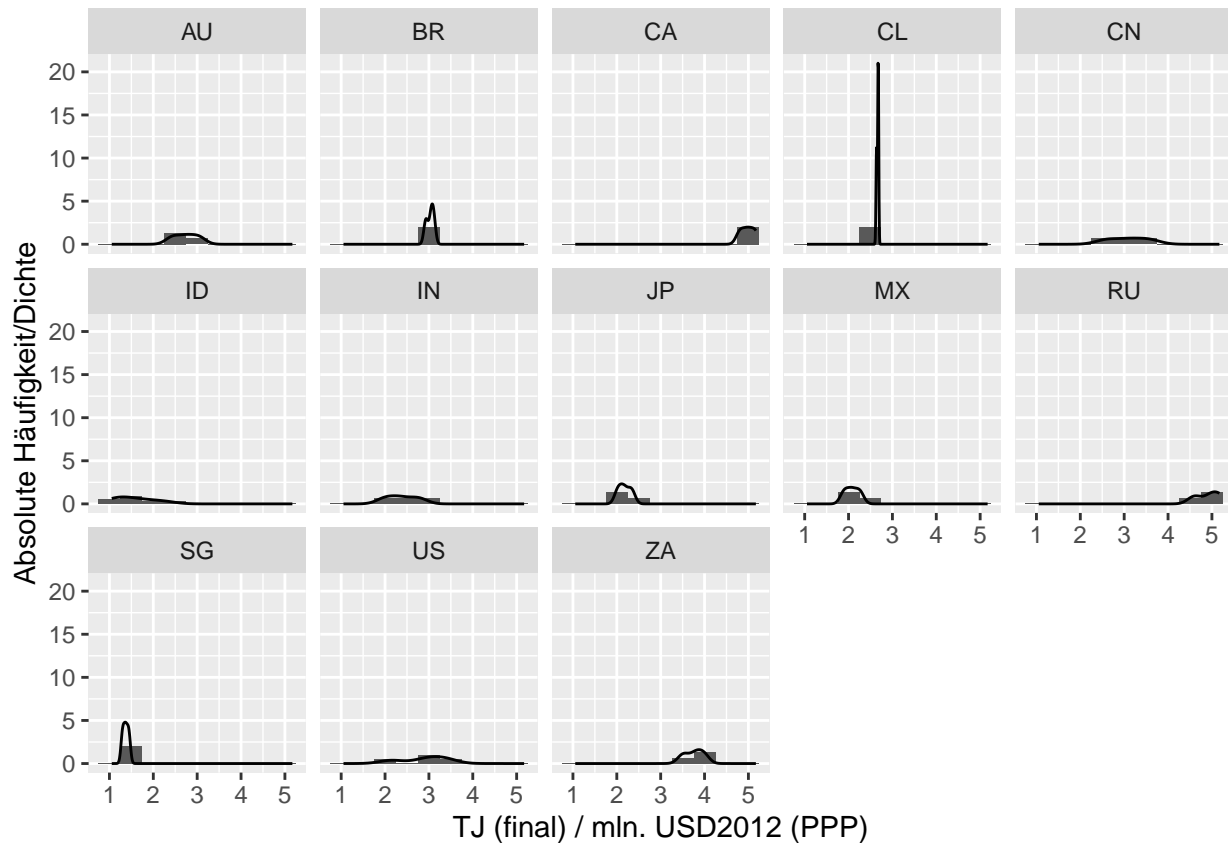 AU BR CA CL CN
20
15
10
5
0
ID IN JP MX RU
20
15
10
5
0
1 2 3 4 5 1 2 3 4 5
SG US ZA
20
15
10
5
0
1 2 3 4 5 1 2 3 4 5 1 2 3 4 5
Absolute Häufigkeit/Dichte
TJ (final) / mln. USD2012 (PPP)